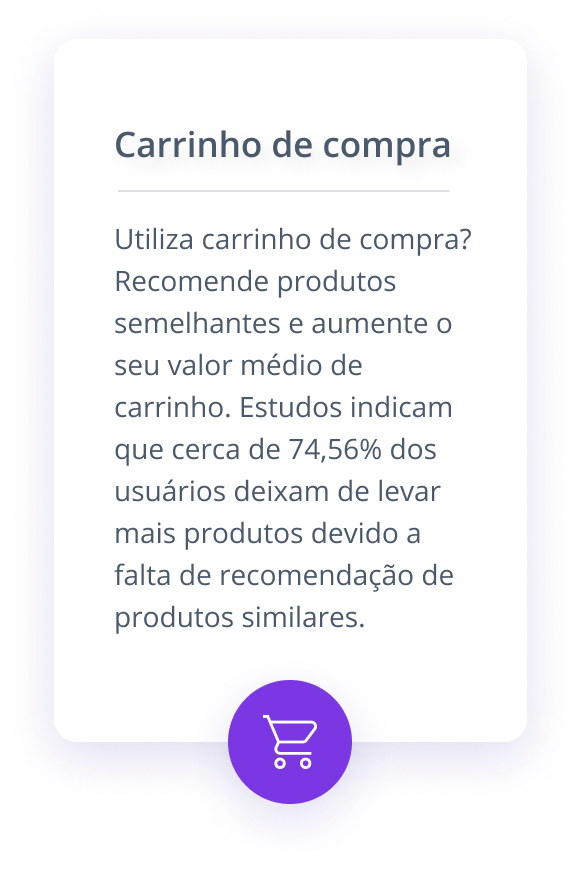 Carrinho de compra
Utiliza carrinho de compra?
Recomende produtos
semelhantes e aumente o
seu valor médio de
carrinho. Estudos indicam
que cerca de 74,56% dos
usuários deixam de levar
mais produtos devido a
falta de recomendação de
produtos similares.